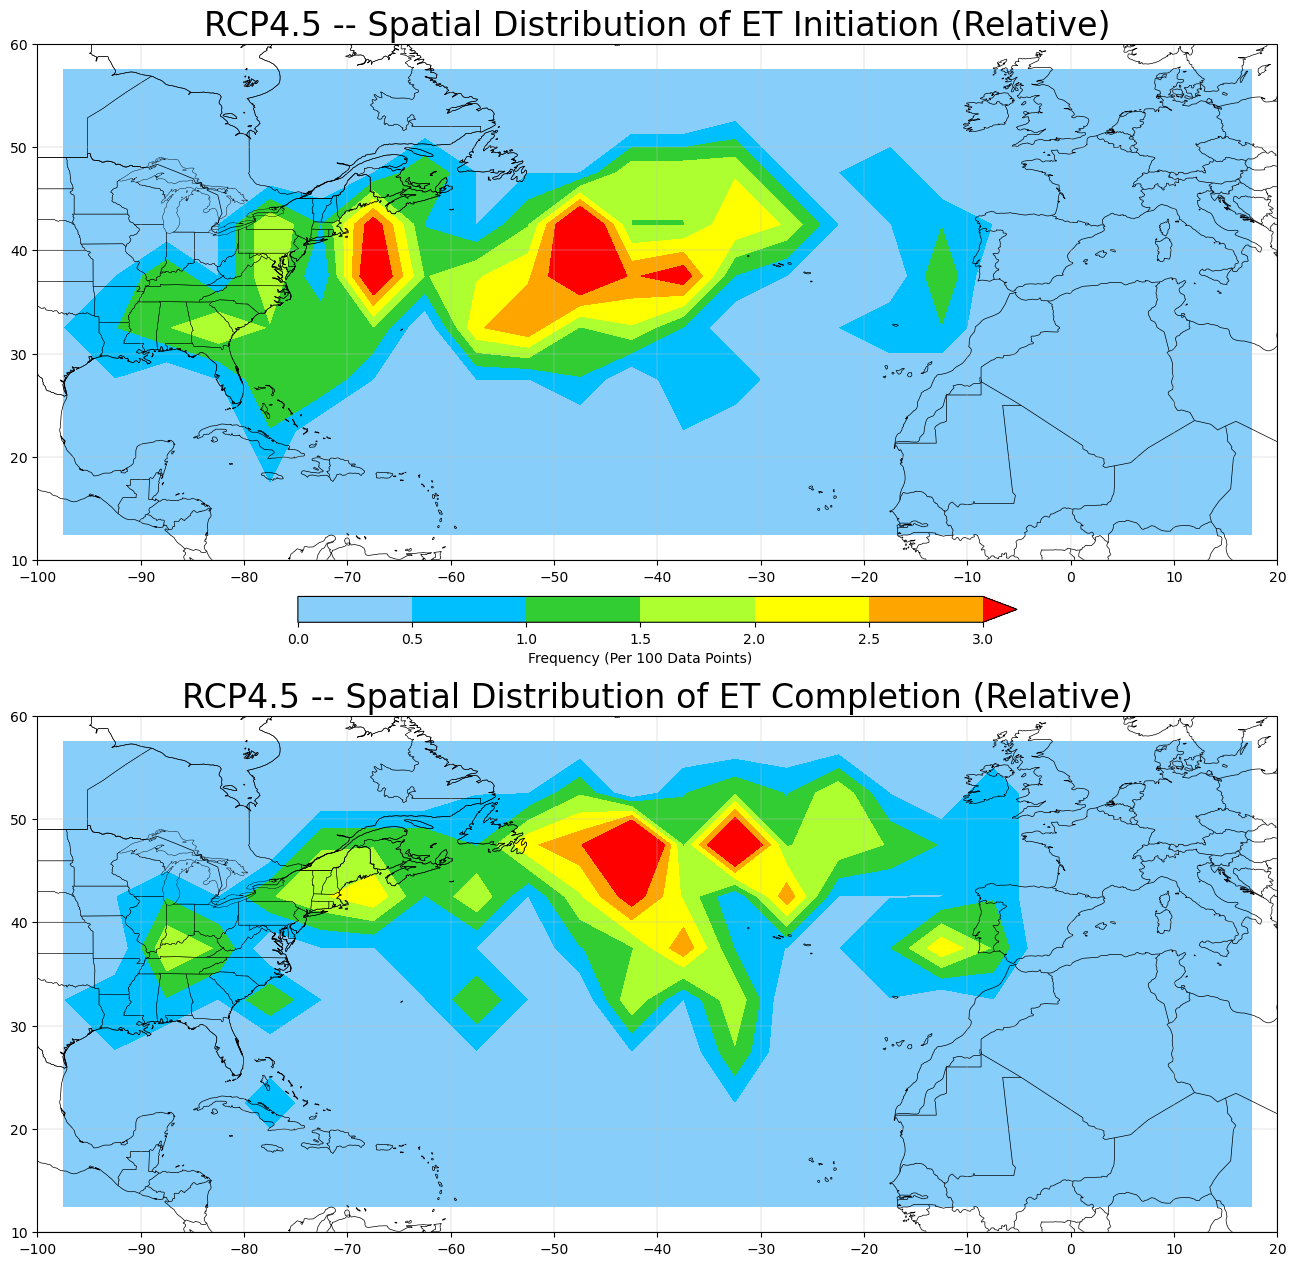 RCP4.5 -- Spatial Distribution of ET Initiation (Relative)
60
50
40
30
20
10
−100 −90 −80 −70 −60 −50 −40 −30 −20 −10 0 10 20
0.0 0.5 1.0 1.5 2.0 2.5 3.0
Frequency (Per 100 Data Points)
RCP4.5 -- Spatial Distribution of ET Completion (Relative)
60
50
40
30
20
10
−100 −90 −80 −70 −60 −50 −40 −30 −20 −10 0 10 20